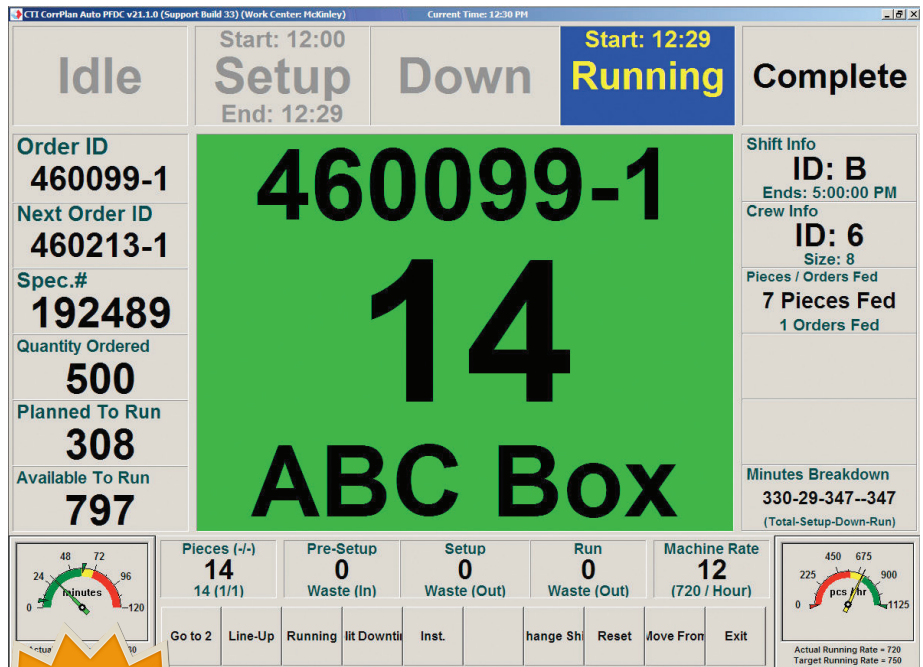 CTI CorrPlan Auto PFDC v21.1.0 (Support Build 33) (Work Center: McKinley) Current Time: 12:30 PM
Idle
Start: 12:00
Setup
End: 12:29
Down
Start: 12:29
Running
Complete
Order ID
460099-1
Next Order ID
460213-1
Spec.#
192489
Quantity Ordered
500
Planned To Run
308
Available To Run
797
460099-1
14
ABC Box
Shift Info
ID: B
Ends: 5:00:00 PM
Crew Info
ID: 6
Size: 8
Pieces / Orders Fed
7 Pieces Fed
1 Orders Fed
Minutes Breakdown
330-29-347--347
(Total-Setup-Down-Run)
0 24 48 72 96 120
minutes
Pieces (-/-)
14
14 (1/1)
Pre-Setup
0
Waste (In)
Setup
0
Waste (Out)
Run
0
Waste (Out)
Machine Rate
12
(720 / Hour)
Go to 2 Line-Up Running lit Downti Inst. hange Shi Reset Move From Exit
0 225 450 675 900 1125
pcs / hr
Actual Running Rate = 720
Target Running Rate = 750